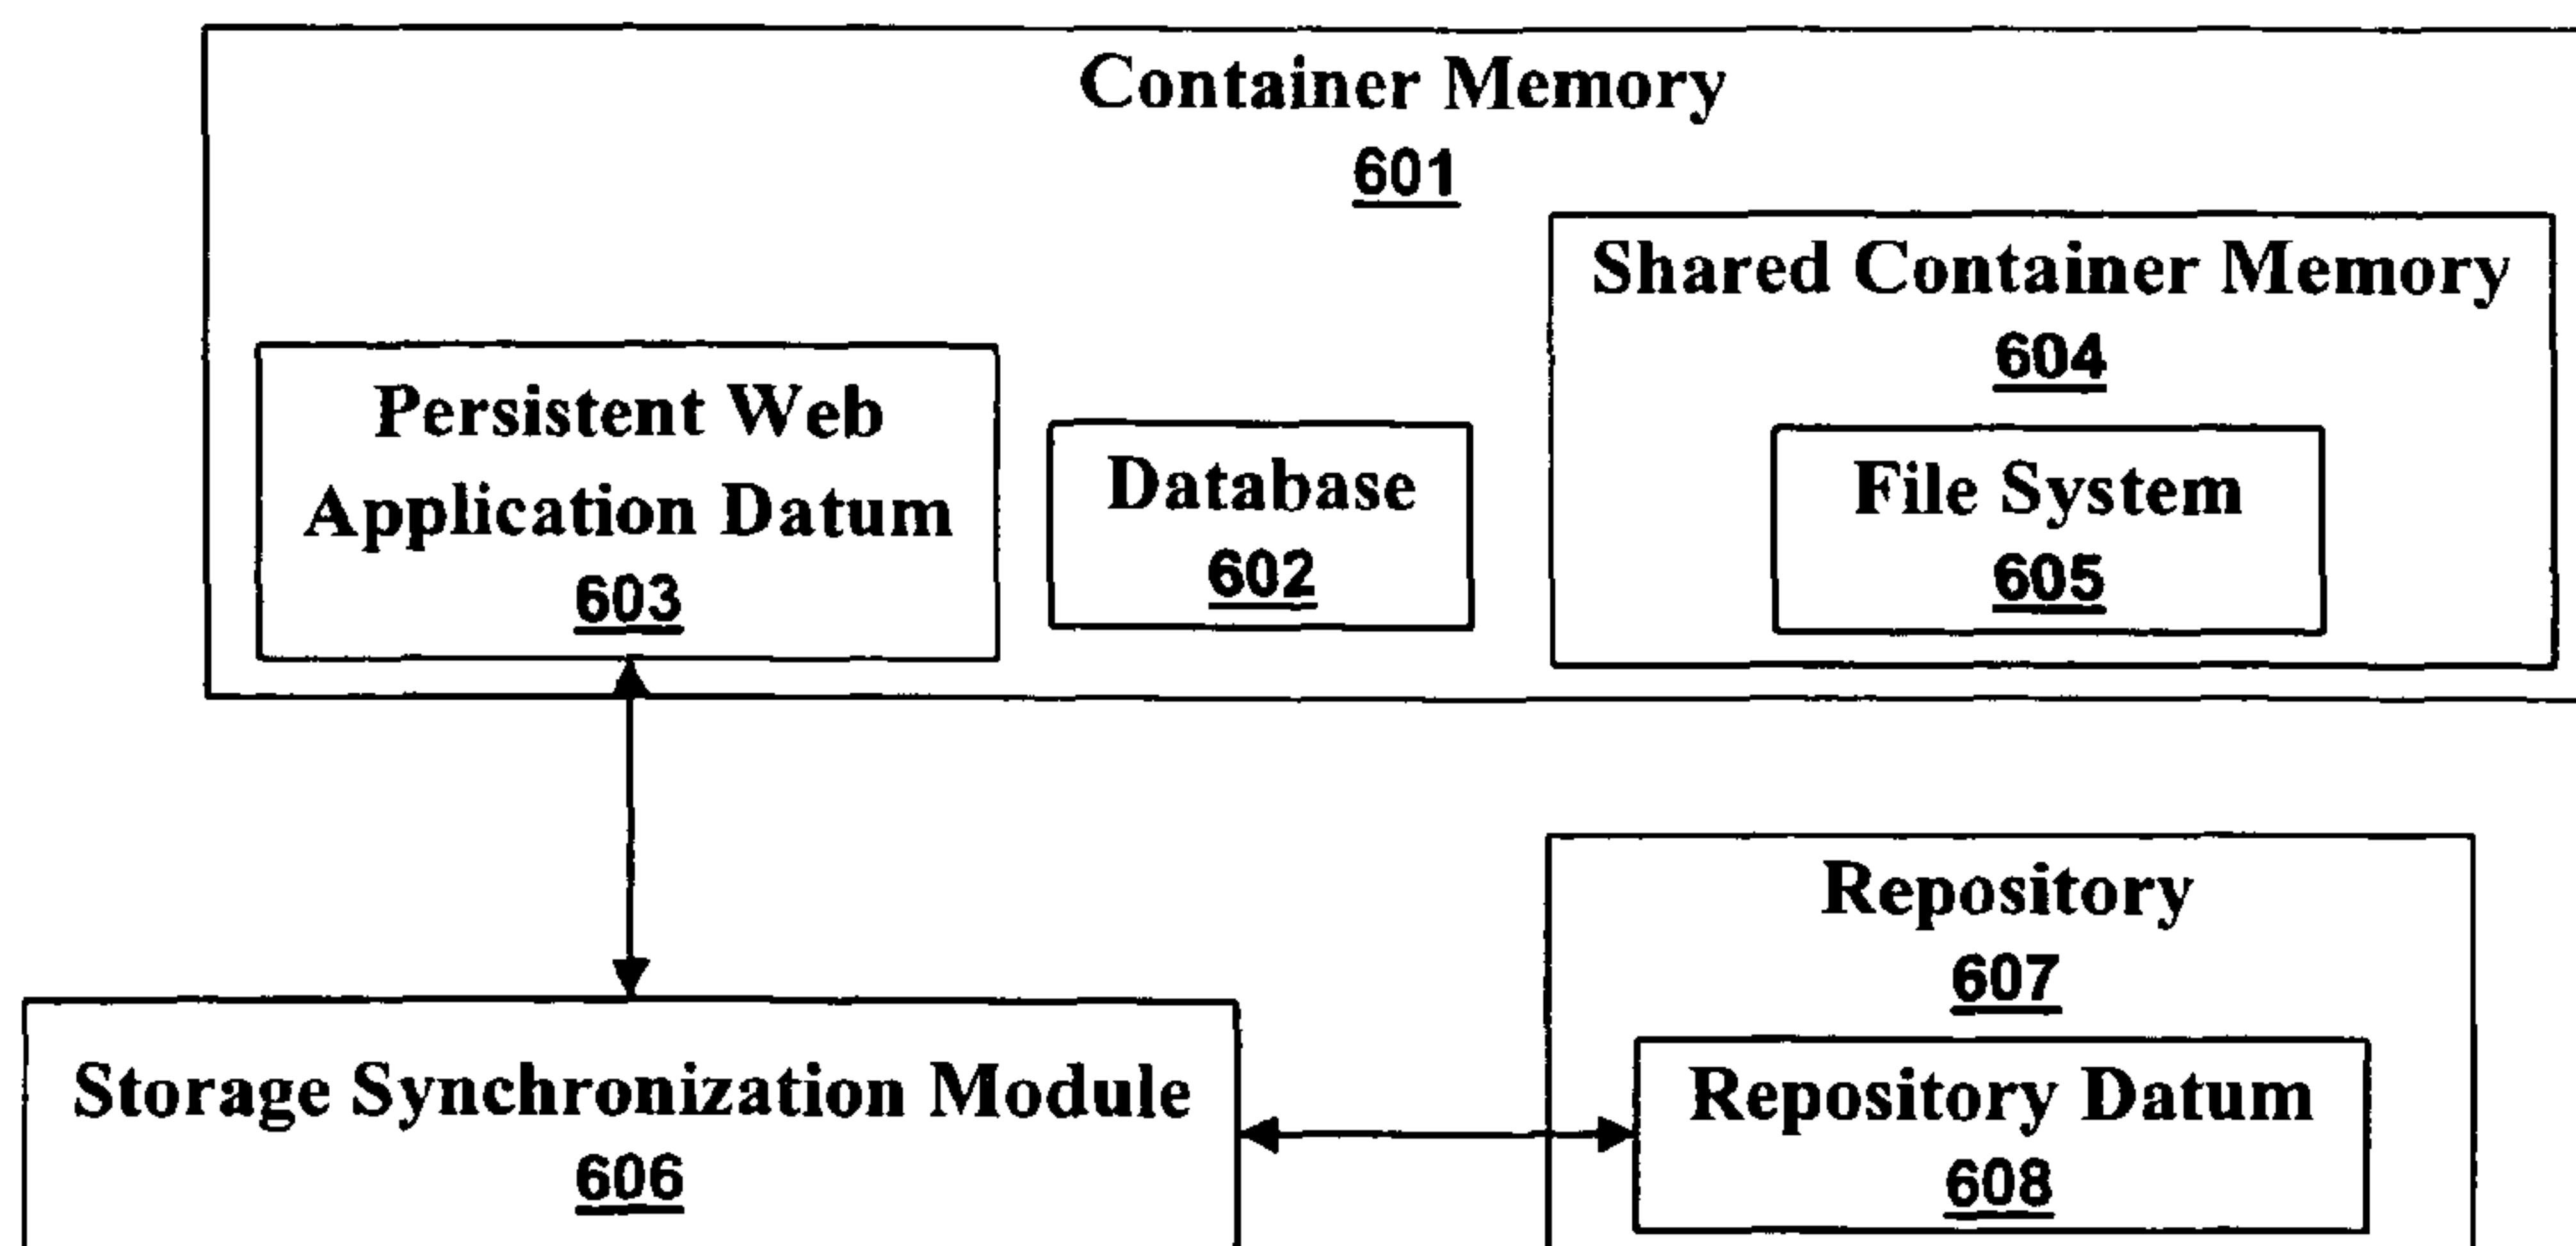 Container Memory
601
Shared Container Memory
604
Persistent Web
Application Datum
603
Database
602
File System
605
Repository
607
Storage Synchronization Module
606
Repository Datum
608